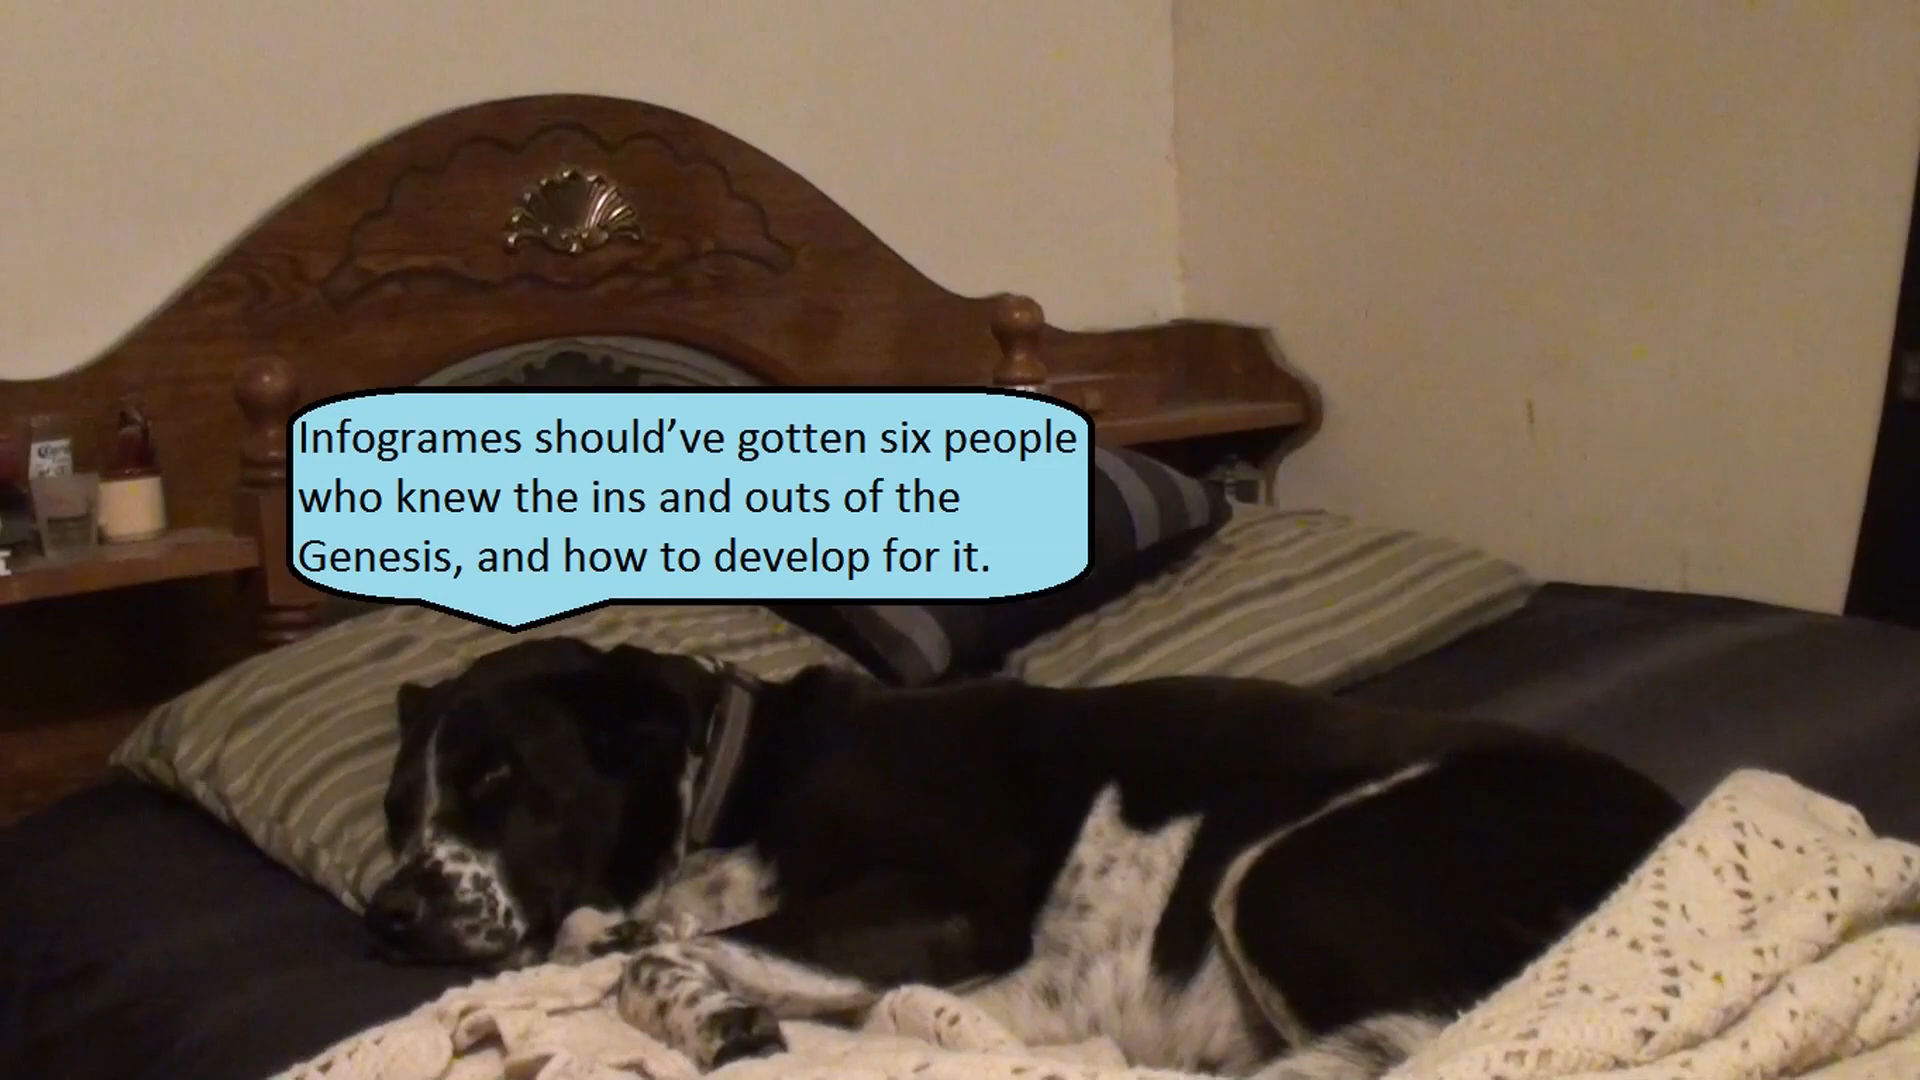 Infogrames should’ve gotten six people
who knew the ins and outs of the
Genesis, and how to develop for it.